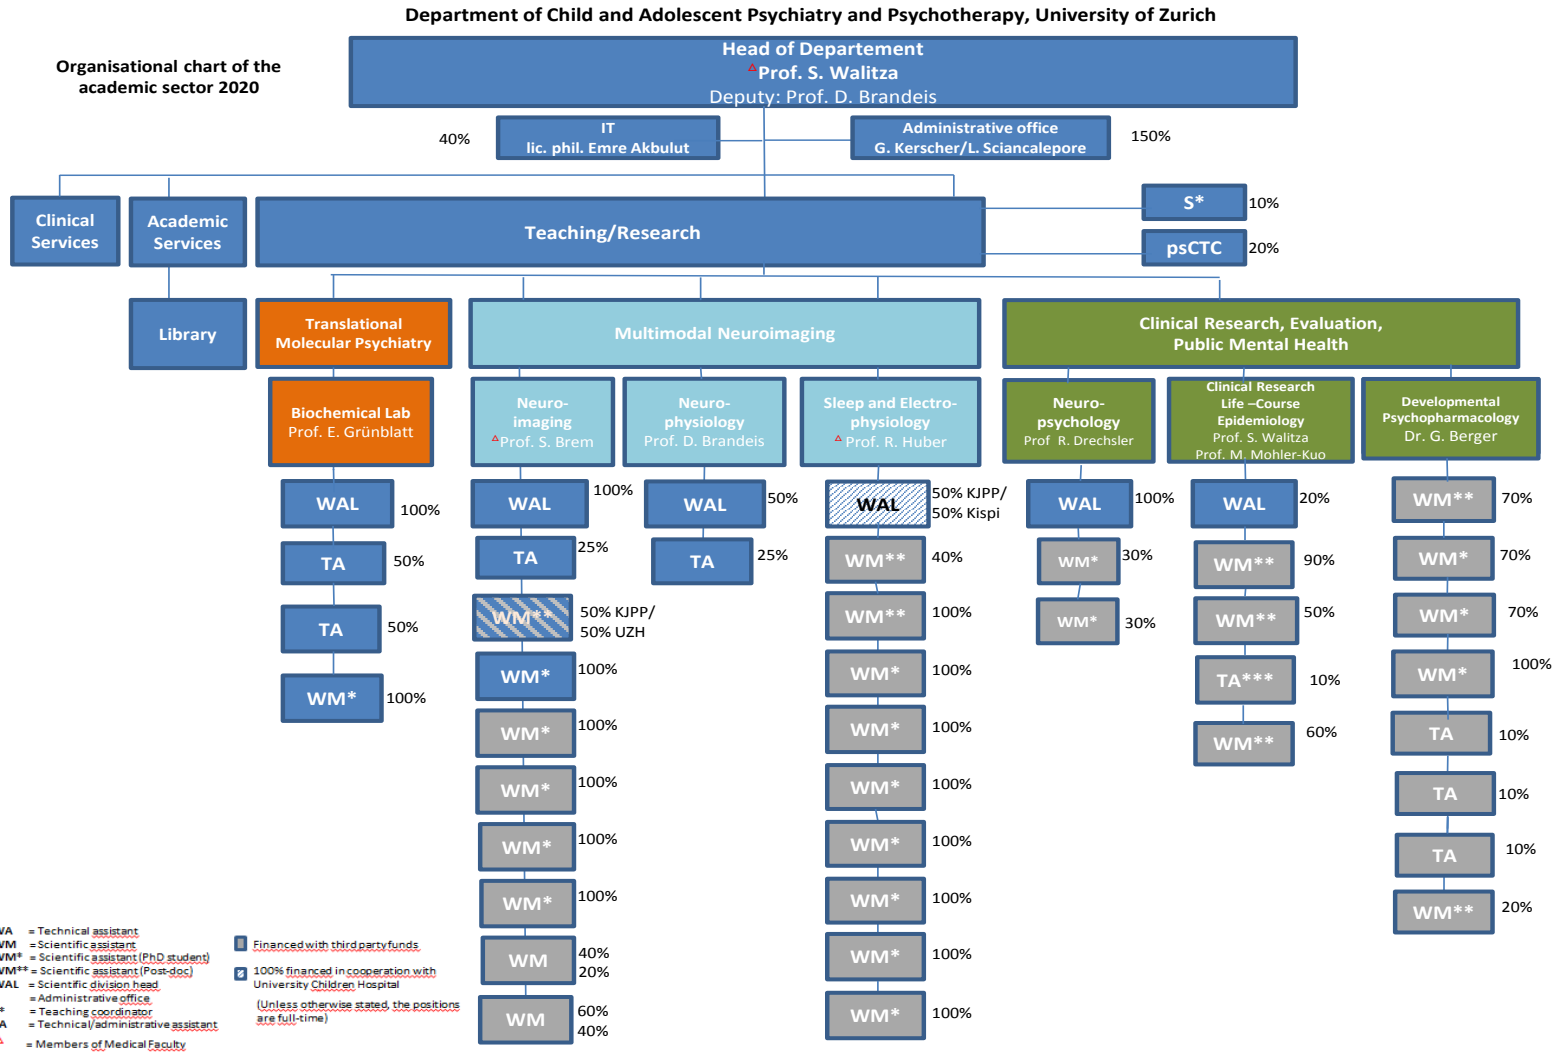 Department of Child and Adolescent Psychiatry and Psychotherapy, University of Zurich
Organisational chart of the
academic sector 2020
Head of Departement
△Prof. S. Walitza
Deputy: Prof. D. Brandeis
40%
IT
lic. phil. Emre Akbulut
Administrative office
G. Kerscher/L. Sciancalepore
150%
Clinical
Services
Academic
Services
Teaching/Research
S*
10%
psCTC
20%
Library
Translational
Molecular Psychiatry
Multimodal Neuroimaging
Clinical Research, Evaluation,
Public Mental Health
Biochemical Lab
Prof. E. Grünblatt
WAL
100%
TA
50%
TA
50%
WM*
100%
Neuro-
imaging
△Prof. S. Brem
WAL
100%
TA
25%
WM**
50% KJPP/
50% UZH
WM*
100%
WM*
100%
WM*
100%
WM*
100%
WM*
100%
WM
40%
20%
WM
60%
40%
Neuro-
physiology
Prof. D. Brandeis
WAL
50%
TA
25%
Sleep and Electro-
physiology
△ Prof. R. Huber
WAL
50% KJPP/
50% Kispi
WM**
40%
WM**
100%
WM*
100%
WM*
100%
WM*
100%
WM*
100%
WM*
100%
WM*
100%
WM*
100%
Neuro-
psychology
Prof R. Drechsler
WAL
100%
WM*
30%
WM*
30%
Clinical Research
Life –Course
Epidemiology
Prof. S. Walitza
Prof. M. Mohler-Kuo
WAL
20%
WM**
90%
WM**
50%
TA***
10%
WM**
60%
Developmental
Psychopharmacology
Dr. G. Berger
WM**
70%
WM*
70%
WM*
70%
WM*
100%
TA
10%
TA
10%
TA
10%
WM**
20%
= Technical assistant
WM = Scientific assistant
WM* = Scientific assistant (PhD student)
WM** = Scientific assistant (Post-doc)
WAL = Scientific division head
= Administrative office
* = Teaching coordinator
A = Technical/administrative assistant
△ = Members of Medical Faculty
Financed with third party funds
100% financed in cooperation with
University Children Hospital
(Unless otherwise stated, the positions
are full-time)